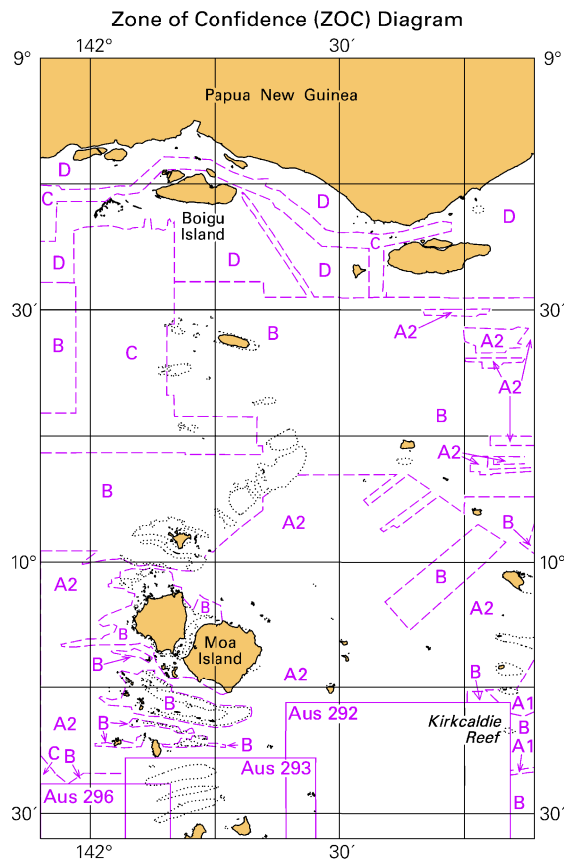 Zone of Confidence (ZOC) Diagram
142° 30′
9° 9°
Papua New Guinea
D
C
D
D
Boigu
Island
C
D
D
D
30′ 30′
A2
A2
B
B
C
A2
B
A2
B
A2
B
B
10° 10°
A2
B
A2
B
B
Moa
Island
B
A2
B
B
Aus 292
A1
Kirkcaldie
Reef
B
A1
A2
B
B
C B
Aus 293
Aus 296
B
30′ 30′
142° 30′